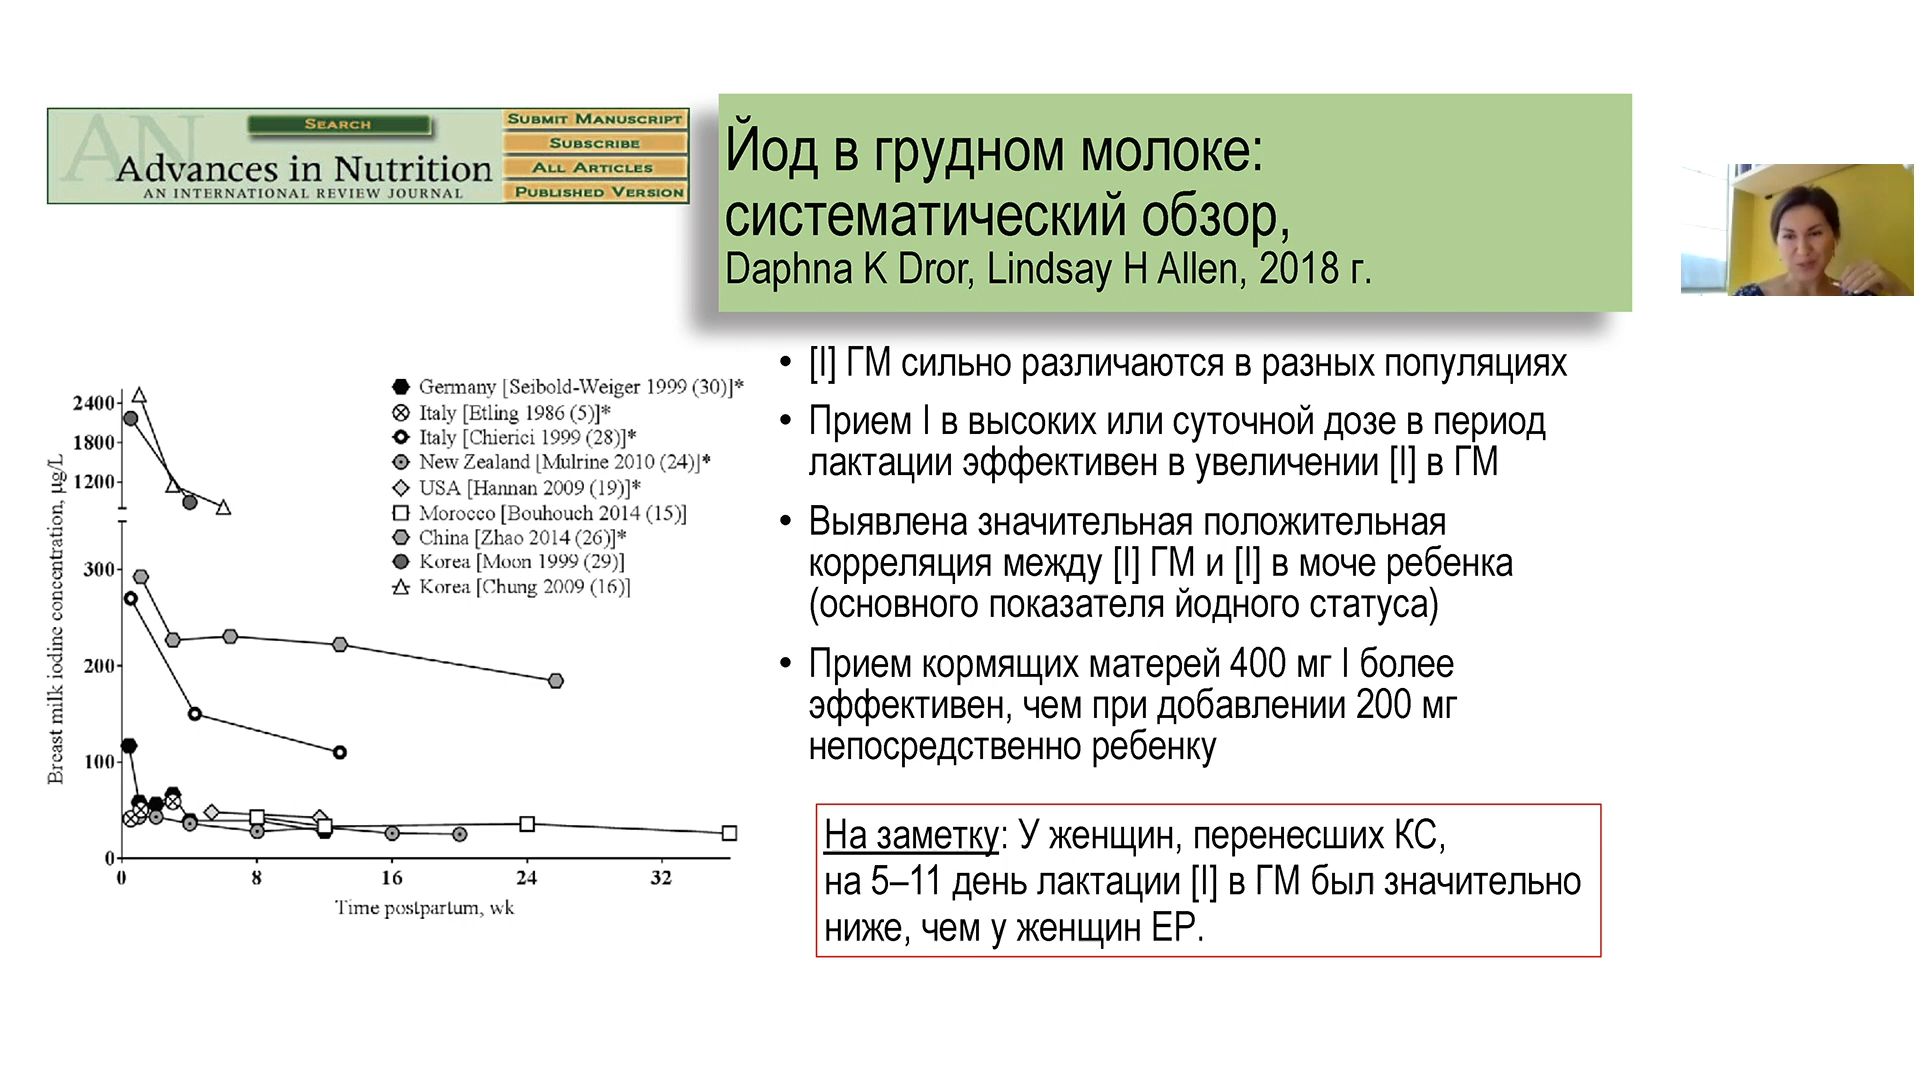 SEARCH
SUBMIT MANUSCRIPT
SUBSCRIBE
ALL ARTICLES
PUBLISHED VERSION
AN
Advances in Nutrition
AN INTERNATIONAL REVIEW JOURNAL
Йод в грудном молоке:
систематический обзор,
Daphna K Dror, Lindsay H Allen, 2018 г.
Breast milk iodine concentration, µg/L
2400
1800
1200
300
200
100
0
0 8 16 24 32
Time postpartum, wk
Germany [Seibold-Weiger 1999 (30)]*
Italy [Etling 1986 (5)]*
Italy [Chierici 1999 (28)]*
New Zealand [Mulrine 2010 (24)]*
USA [Hannan 2009 (19)]*
Morocco [Bouhouch 2014 (15)]
China [Zhao 2014 (26)]*
Korea [Moon 1999 (29)]
Korea [Chung 2009 (16)]
• [I] ГМ сильно различаются в разных популяциях
• Прием I в высоких или суточной дозе в период
лактации эффективен в увеличении [I] в ГМ
• Выявлена значительная положительная
корреляция между [I] ГМ и [I] в моче ребенка
(основного показателя йодного статуса)
• Прием кормящих матерей 400 мг I более
эффективен, чем при добавлении 200 мг
непосредственно ребенку
На заметку: У женщин, перенесших КС,
на 5–11 день лактации [I] в ГМ был значительно
ниже, чем у женщин ЕР.